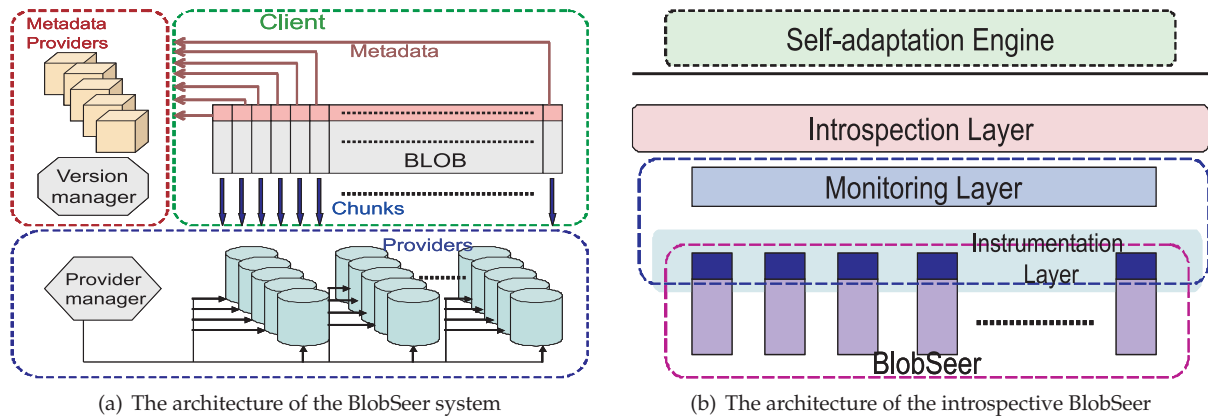 Metadata
Providers
Client
Metadata
BLOB
Version
manager
Chunks
Providers
Provider
manager
(a) The architecture of the BlobSeer system
Self-adaptation Engine
Introspection Layer
Monitoring Layer
Instrumentation
Layer
BlobSeer
(b) The architecture of the introspective BlobSeer